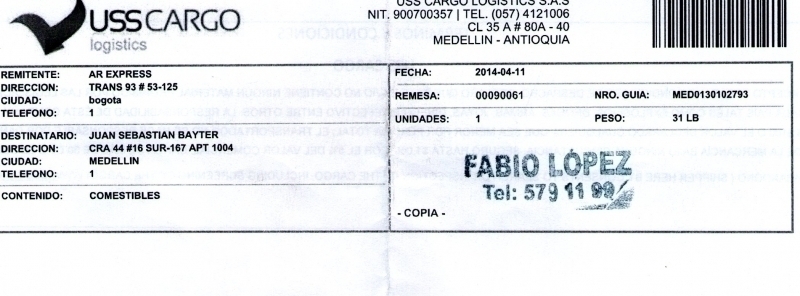 USSCARGO
logistics
USS CARGO LOGISTICS S.A.S
NIT. 900700357 | TEL. (057) 4121006
CL 35 A # 80A - 40
MEDELLIN - ANTIOQUIA
REMITENTE: AR EXPRESS
DIRECCION: TRANS 93 # 53-125
CIUDAD: bogota
TELEFONO: 1
DESTINATARIO: JUAN SEBASTIAN BAYTER
DIRECCION: CRA 44 #16 SUR-167 APT 1004
CIUDAD: MEDELLIN
TELEFONO: 1
CONTENIDO: COMESTIBLES
FECHA: 2014-04-11
REMESA: 00090061 NRO. GUIA: MED0130102793
UNIDADES: 1 PESO: 31 LB
FABIO LÓPEZ
Tel: 579 11 99
- COPIA -